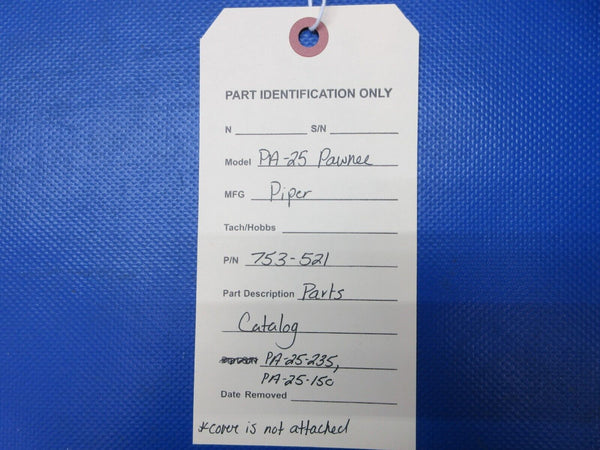 PART IDENTIFICATION ONLY
N S/N
Model PA-25 Pawnee
MFG Piper
Tach/Hobbs
P/N 753-521
Part Description Parts
Catalog
PA-25-235,
PA-25-150
Date Removed
*cover is not attached